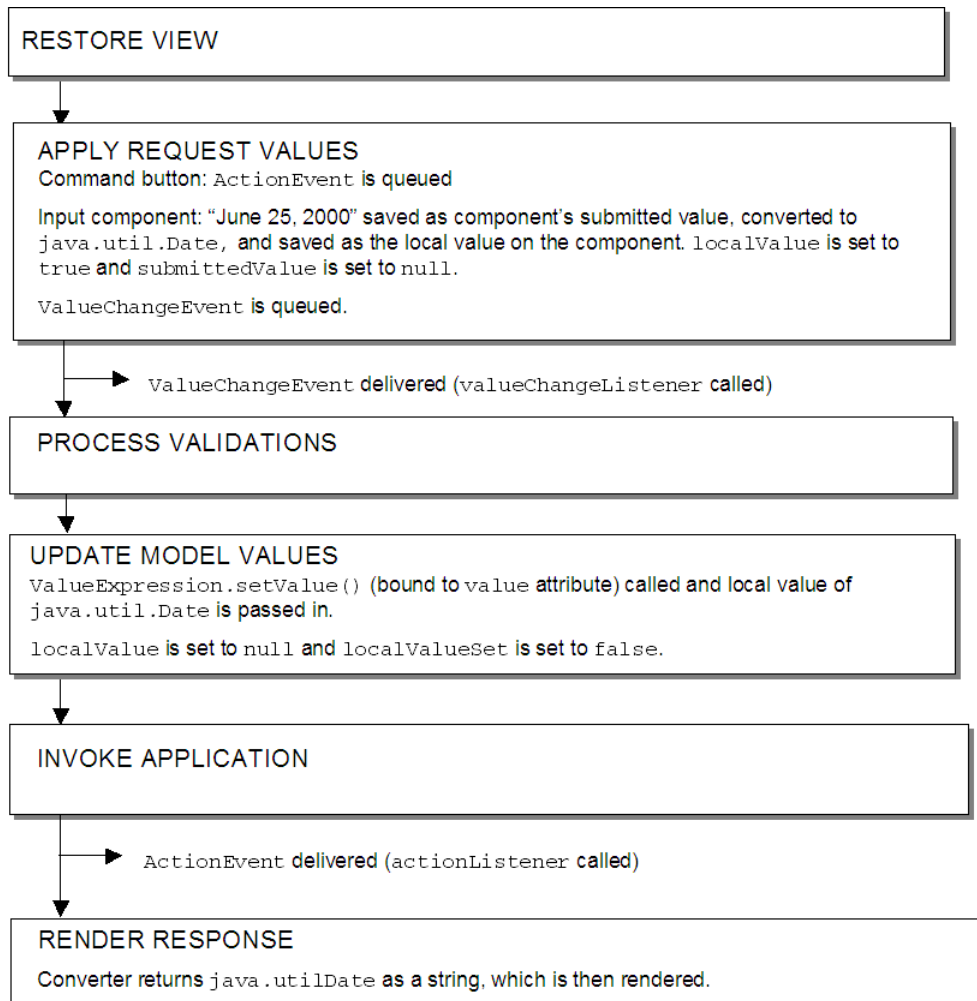 RESTORE VIEW
APPLY REQUEST VALUES
Command button: ActionEvent is queued
Input component: “June 25, 2000” saved as component’s submitted value, converted to
java.util.Date, and saved as the local value on the component. localValue is set to
true and submittedValue is set to null.
ValueChangeEvent is queued.
ValueChangeEvent delivered (valueChangeListener called)
PROCESS VALIDATIONS
UPDATE MODEL VALUES
ValueExpression.setValue() (bound to value attribute) called and local value of
java.util.Date is passed in.
localValue is set to null and localValueSet is set to false.
INVOKE APPLICATION
ActionEvent delivered (actionListener called)
RENDER RESPONSE
Converter returns java.utilDate as a string, which is then rendered.